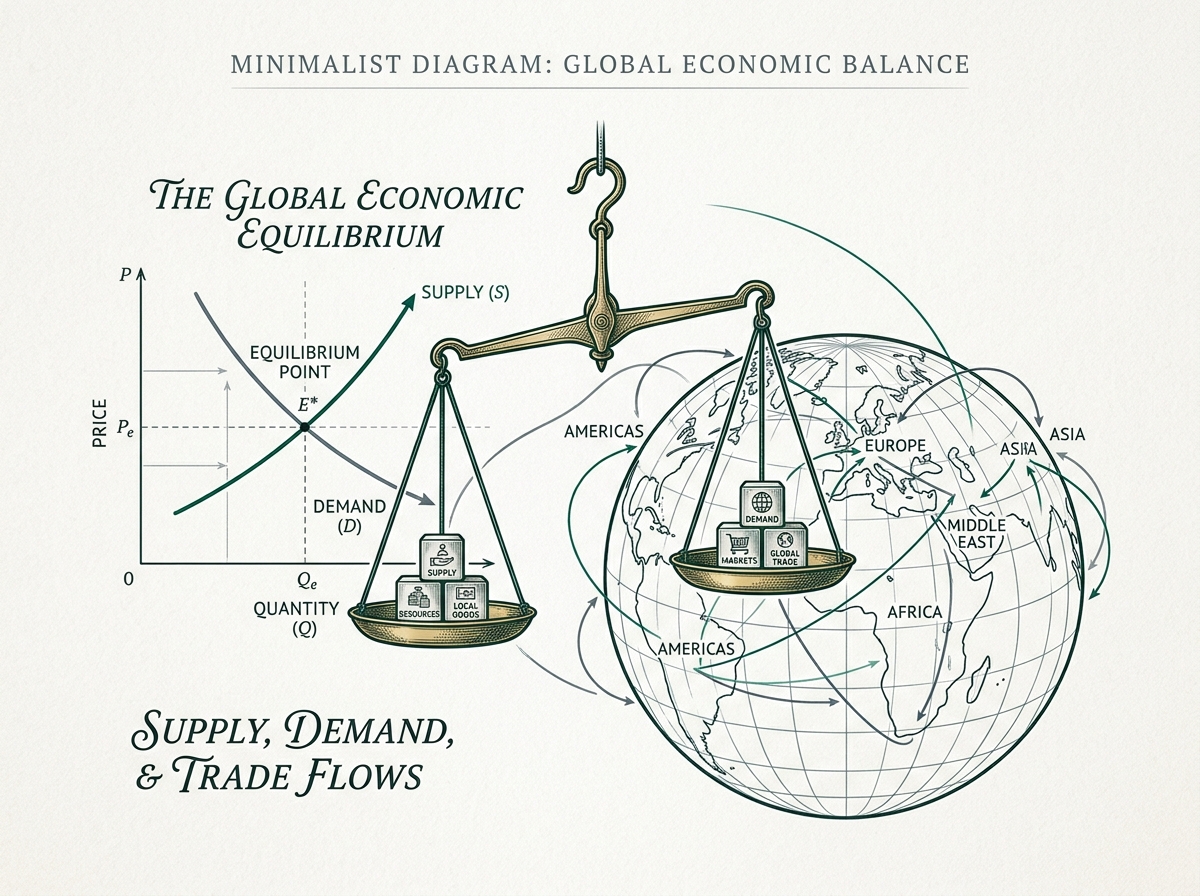 MINIMALIST DIAGRAM: GLOBAL ECONOMIC BALANCE
THE GLOBAL ECONOMIC
EQUILIBRIUM
P
SUPPLY (S)
EQUILIBRIUM
POINT
E*
PRICE
Pe
DEMAND
(D)
0
Qe
QUANTITY
(Q)
SUPPLY
SESOURCES
LOCAL
GOODS
DEMAND
MARKETS
GLOBAL
TRADE
AMERICAS
EUROPE
ASIA
ASIA
MIDDLE
EAST
AFRICA
AMERICAS
SUPPLY, DEMAND,
& TRADE FLOWS